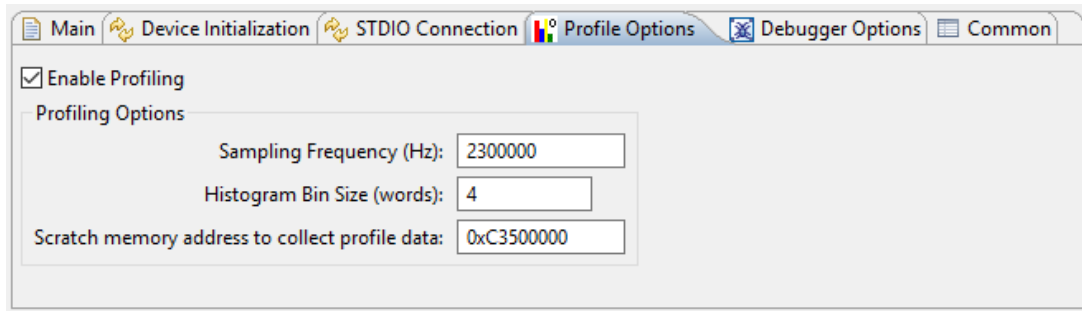 Main Device Initialization STDIO Connection Profile Options Debugger Options Common
Enable Profiling
Profiling Options
Sampling Frequency (Hz): 2300000
Histogram Bin Size (words): 4
Scratch memory address to collect profile data: 0xC3500000